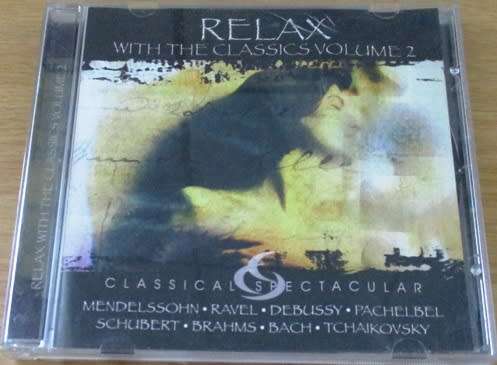 RELAX
WITH THE CLASSICS VOLUME 2
RELAX WITH THE CLASSICS VOLUME 2
CLASSICAL SPECTACULAR
MENDELSSOHN • RAVEL • DEBUSSY • PACHELBEL
SCHUBERT • BRAHMS • BACH • TCHAIKOVSKY